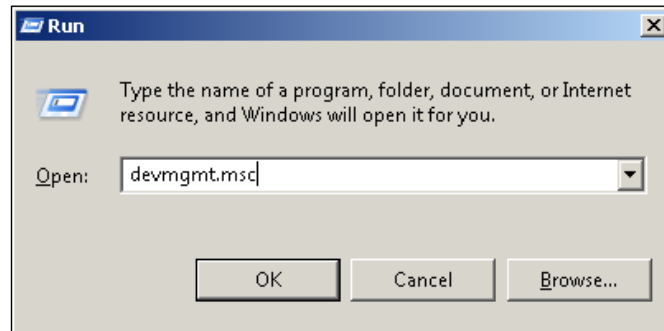 Run
Type the name of a program, folder, document, or Internet
resource, and Windows will open it for you.
Open:
devmgmt.msc
OK
Cancel
Browse...